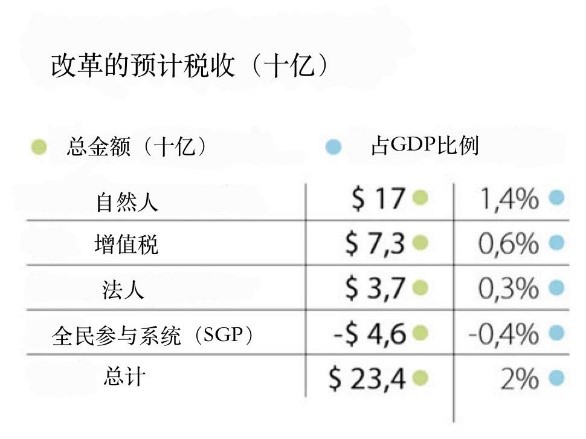 改革的预计税收（十亿）
总金额（十亿） 占GDP比例
自然人 $ 17 1,4%
增值税 $ 7,3 0,6%
法人 $ 3,7 0,3%
全民参与系统（SGP） -$ 4,6 -0,4%
总计 $ 23,4 2%